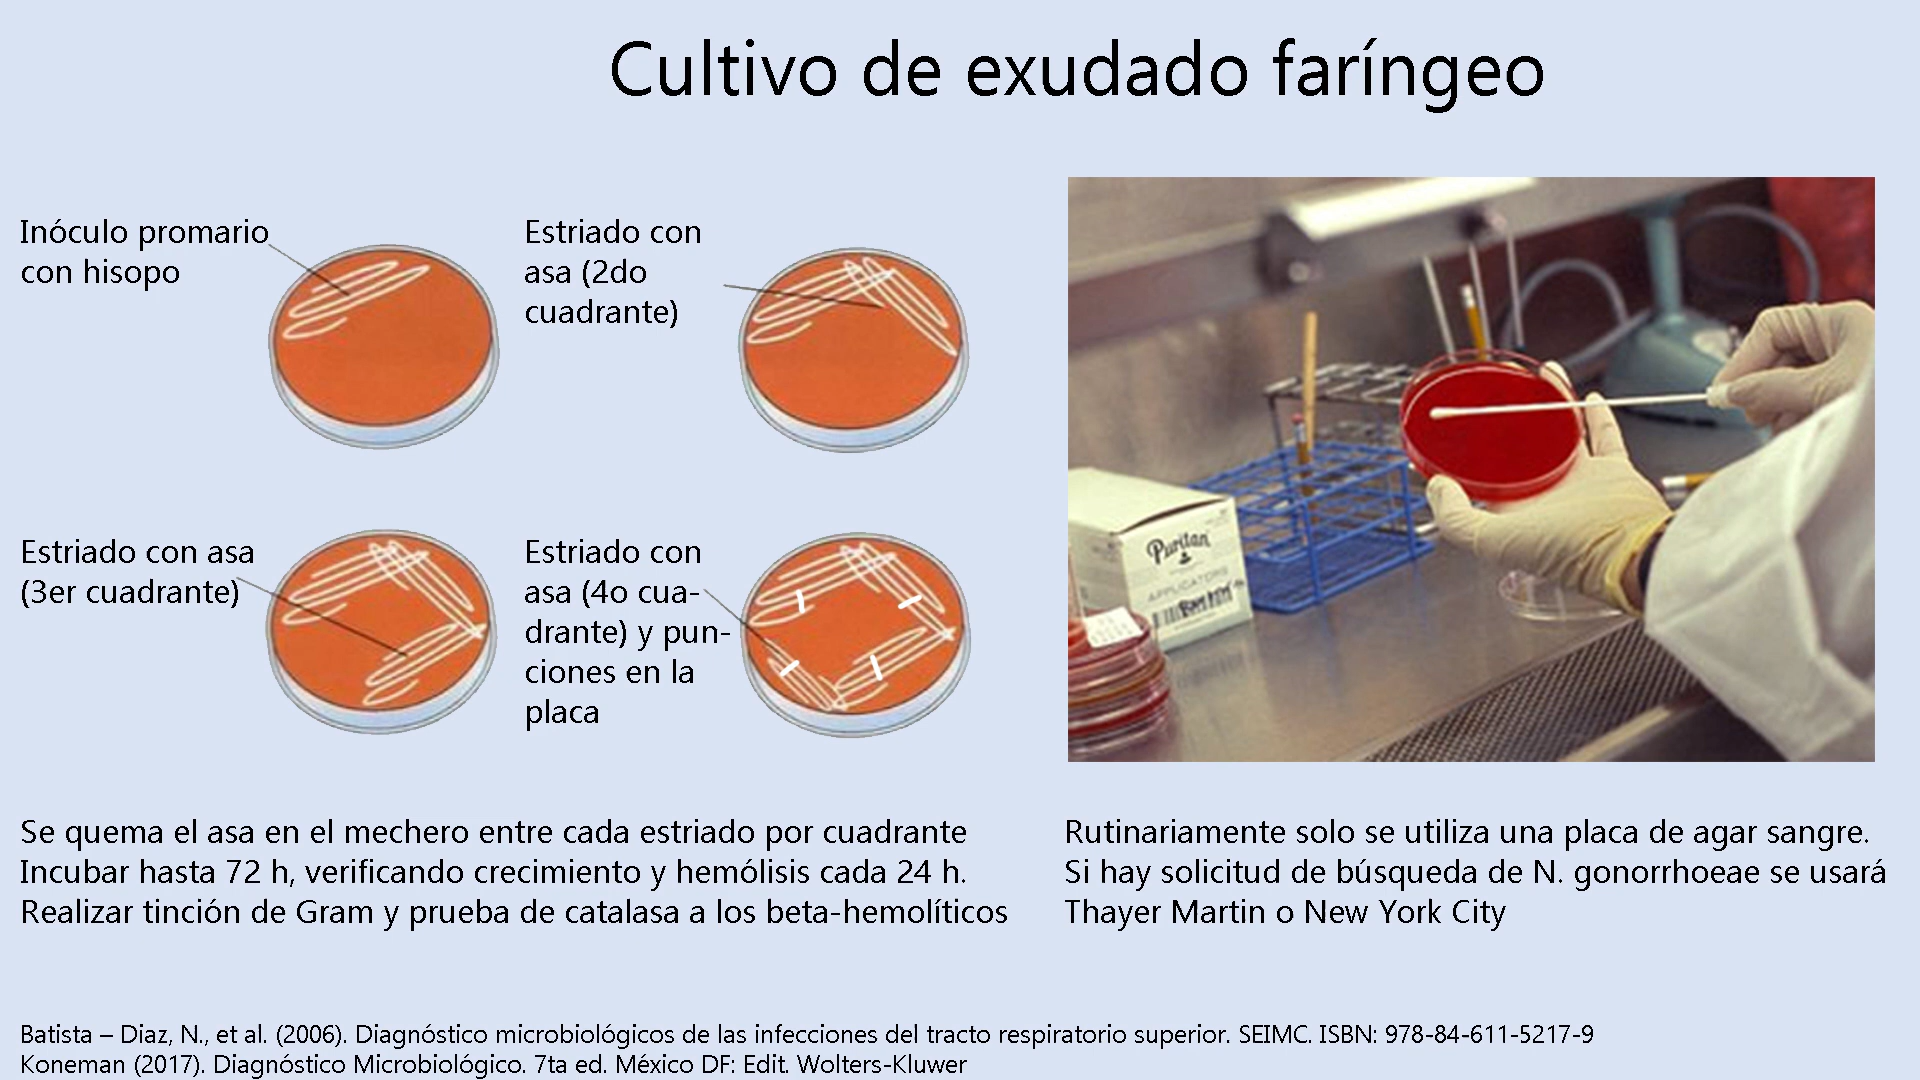 Cultivo de exudado faríngeo
Inóculo promario
con hisopo
Estriado con
asa (2do
cuadrante)
Estriado con asa
(3er cuadrante)
Estriado con
asa (4o cua-
drante) y pun-
ciones en la
placa
Puritan
APPLICATORS
Se quema el asa en el mechero entre cada estriado por cuadrante
Incubar hasta 72 h, verificando crecimiento y hemólisis cada 24 h.
Realizar tinción de Gram y prueba de catalasa a los beta-hemolíticos
Rutinariamente solo se utiliza una placa de agar sangre.
Si hay solicitud de búsqueda de N. gonorrhoeae se usará
Thayer Martin o New York City
Batista – Diaz, N., et al. (2006). Diagnóstico microbiológicos de las infecciones del tracto respiratorio superior. SEIMC. ISBN: 978-84-611-5217-9
Koneman (2017). Diagnóstico Microbiológico. 7ta ed. México DF: Edit. Wolters-Kluwer